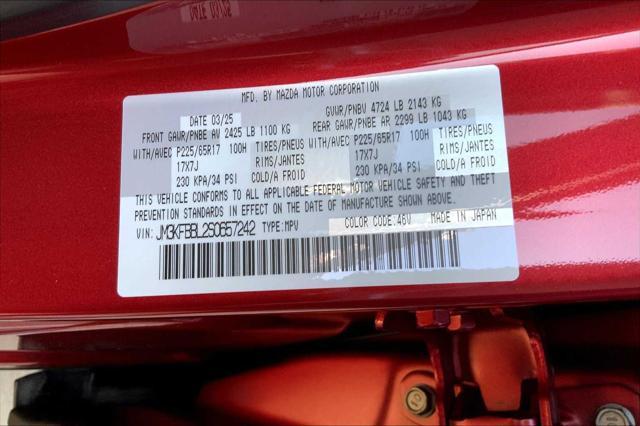 MFD. BY MAZDA MOTOR CORPORATION
DATE 03/25 GVWR/PNBV 4724 LB 2143 KG
FRONT GAWR/PNBE AV 2425 LB 1100 KG REAR GAWR/PNBE AR 2299 LB 1043 KG
WITH/AVEC P225/65R17 100H TIRES/PNEUS WITH/AVEC P225/65R17 100H TIRES/PNEUS
17X7J RIMS/JANTES 17X7J RIMS/JANTES
230 KPA/34 PSI COLD/A FROID 230 KPA/34 PSI COLD/A FROID
THIS VEHICLE CONFORMS TO ALL APPLICABLE FEDERAL MOTOR VEHICLE SAFETY AND THEFT
PREVENTION STANDARDS IN EFFECT ON THE DATE OF MANUFACTURE SHOWN ABOVE.
VIN: JM3KFBBL2S0657242 TYPE:MPV COLOR CODE:46V MADE IN JAPAN